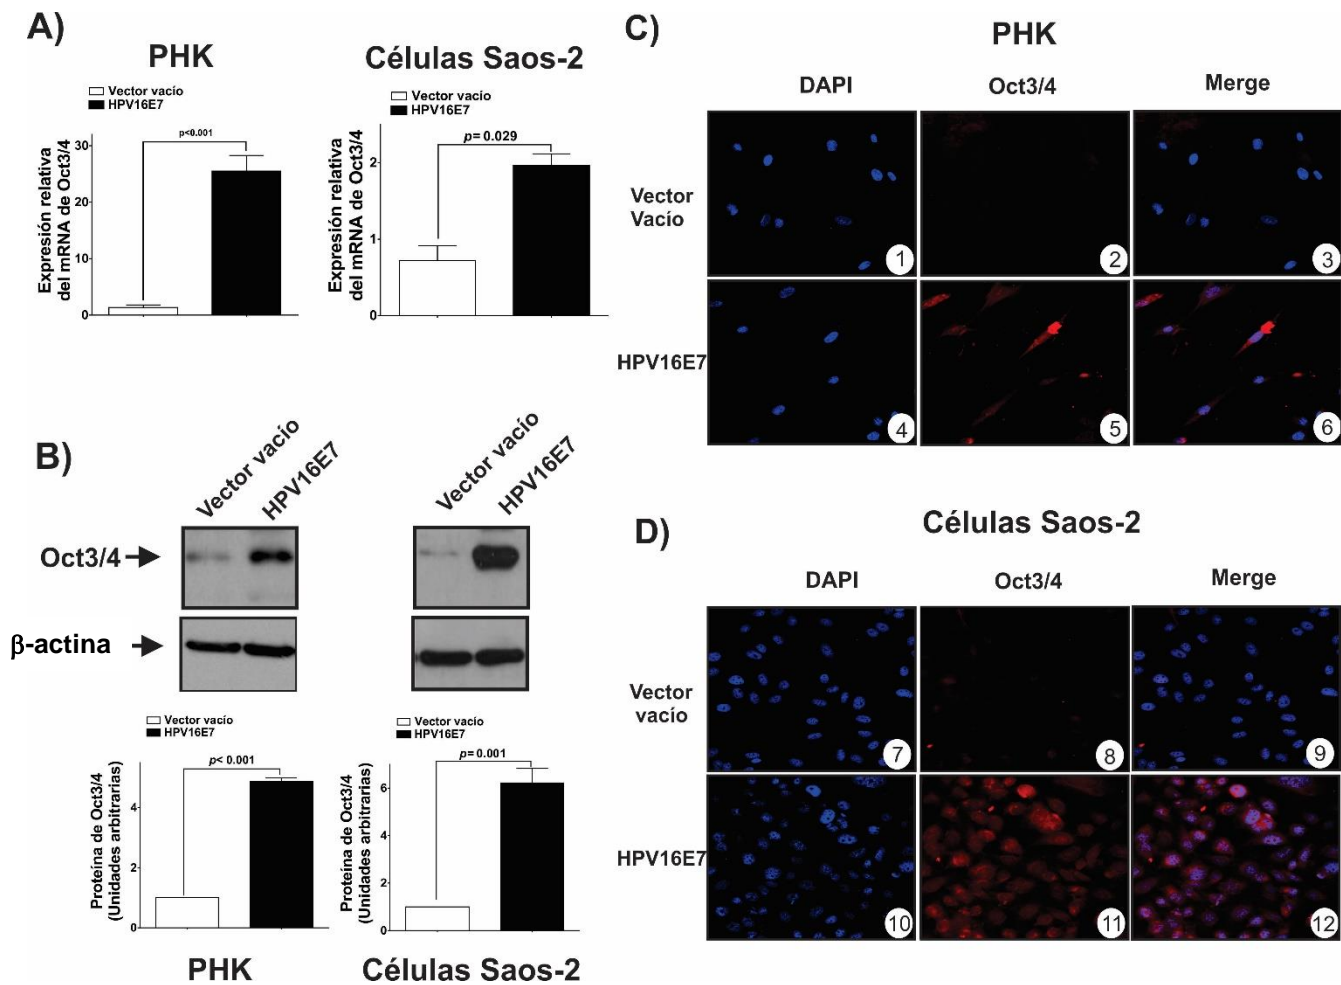 A)
PHK
Vector vacío
HPV16E7
p<0.001
Expresión relativa
del mRNA de Oct3/4
30
20
10
0
Células Saos-2
Vector vacío
HPV16E7
p= 0.029
Expresión relativa
del mRNA de Oct3/4
2
1
0
B)
Vector vacío
HPV16E7
Vector vacío
HPV16E7
Oct3/4
β-actina
Vector vacío
HPV16E7
p< 0.001
Proteína de Oct3/4
(Unidades arbitrarias)
4
2
0
PHK
Vector vacío
HPV16E7
p= 0.001
Proteína de Oct3/4
(Unidades arbitrarias)
6
4
2
0
Células Saos-2
C)
PHK
DAPI
Oct3/4
Merge
Vector
Vacío
1
2
3
HPV16E7
4
5
6
D)
Células Saos-2
DAPI
Oct3/4
Merge
Vector
vacío
7
8
9
HPV16E7
10
11
12